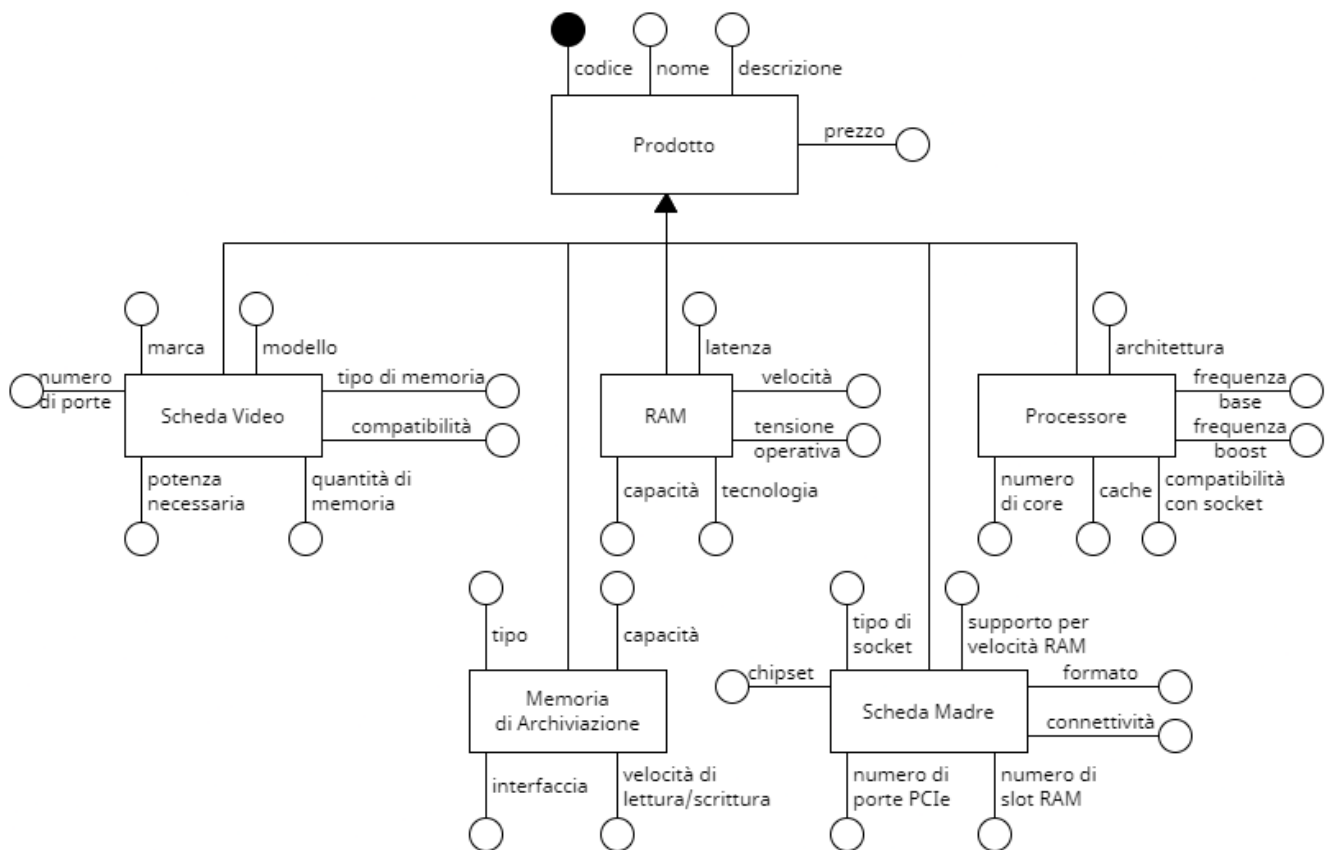 codice
nome
descrizione
Prodotto
prezzo
marca
modello
numero
di porte
tipo di memoria
Scheda Video
compatibilità
potenza
necessaria
quantità di
memoria
latenza
velocità
RAM
tensione
operativa
capacità
tecnologia
architettura
frequenza
base
Processore
frequenza
boost
numero
di core
cache
compatibilità
con socket
tipo
capacità
Memoria
di Archiviazione
interfaccia
velocità di
lettura/scrittura
tipo di
socket
supporto per
velocità RAM
chipset
formato
Scheda Madre
connettività
numero di
porte PCIe
numero di
slot RAM